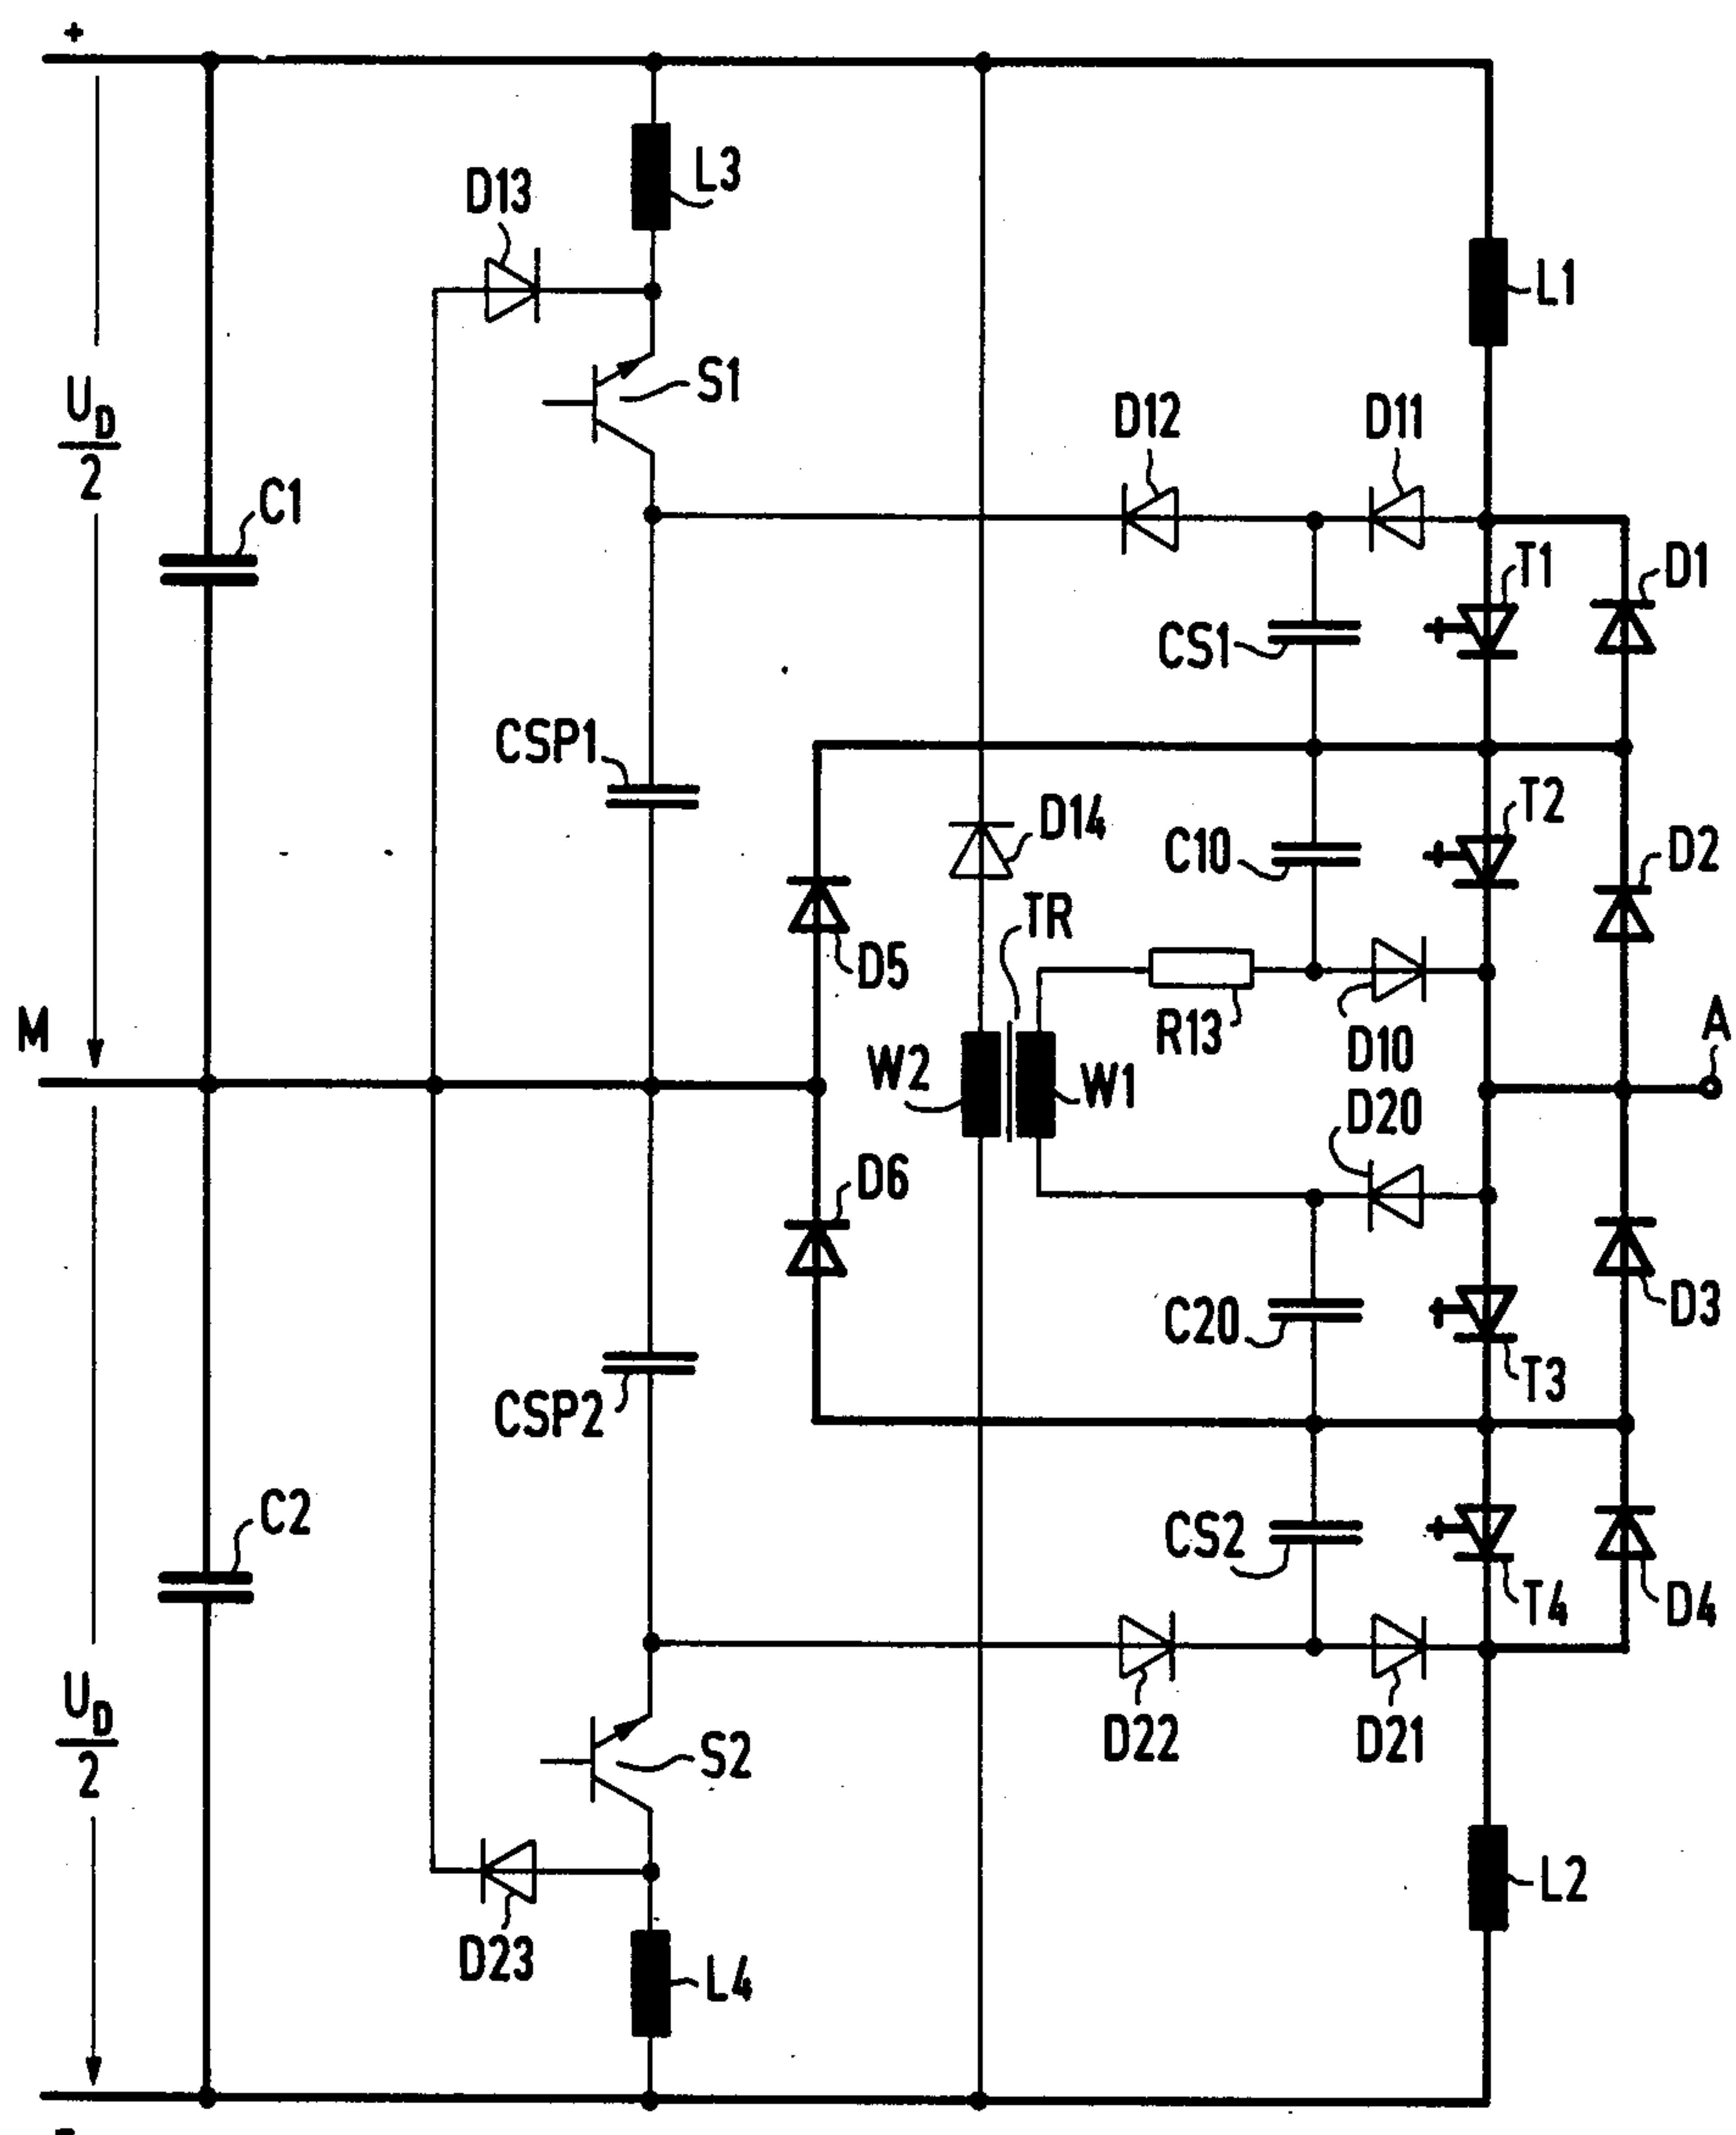 +
L3
D13
L1
S1
U_D
2
D12
D11
C1
T1
D1
CS1
CSP1
T2
D14
C10
D2
TR
D5
M
R13
A
W2
W1
D10
D20
D6
C20
D3
T3
CSP2
C2
CS2
T4
D4
U_D
2
D22
D21
S2
L2
D23
L4
-